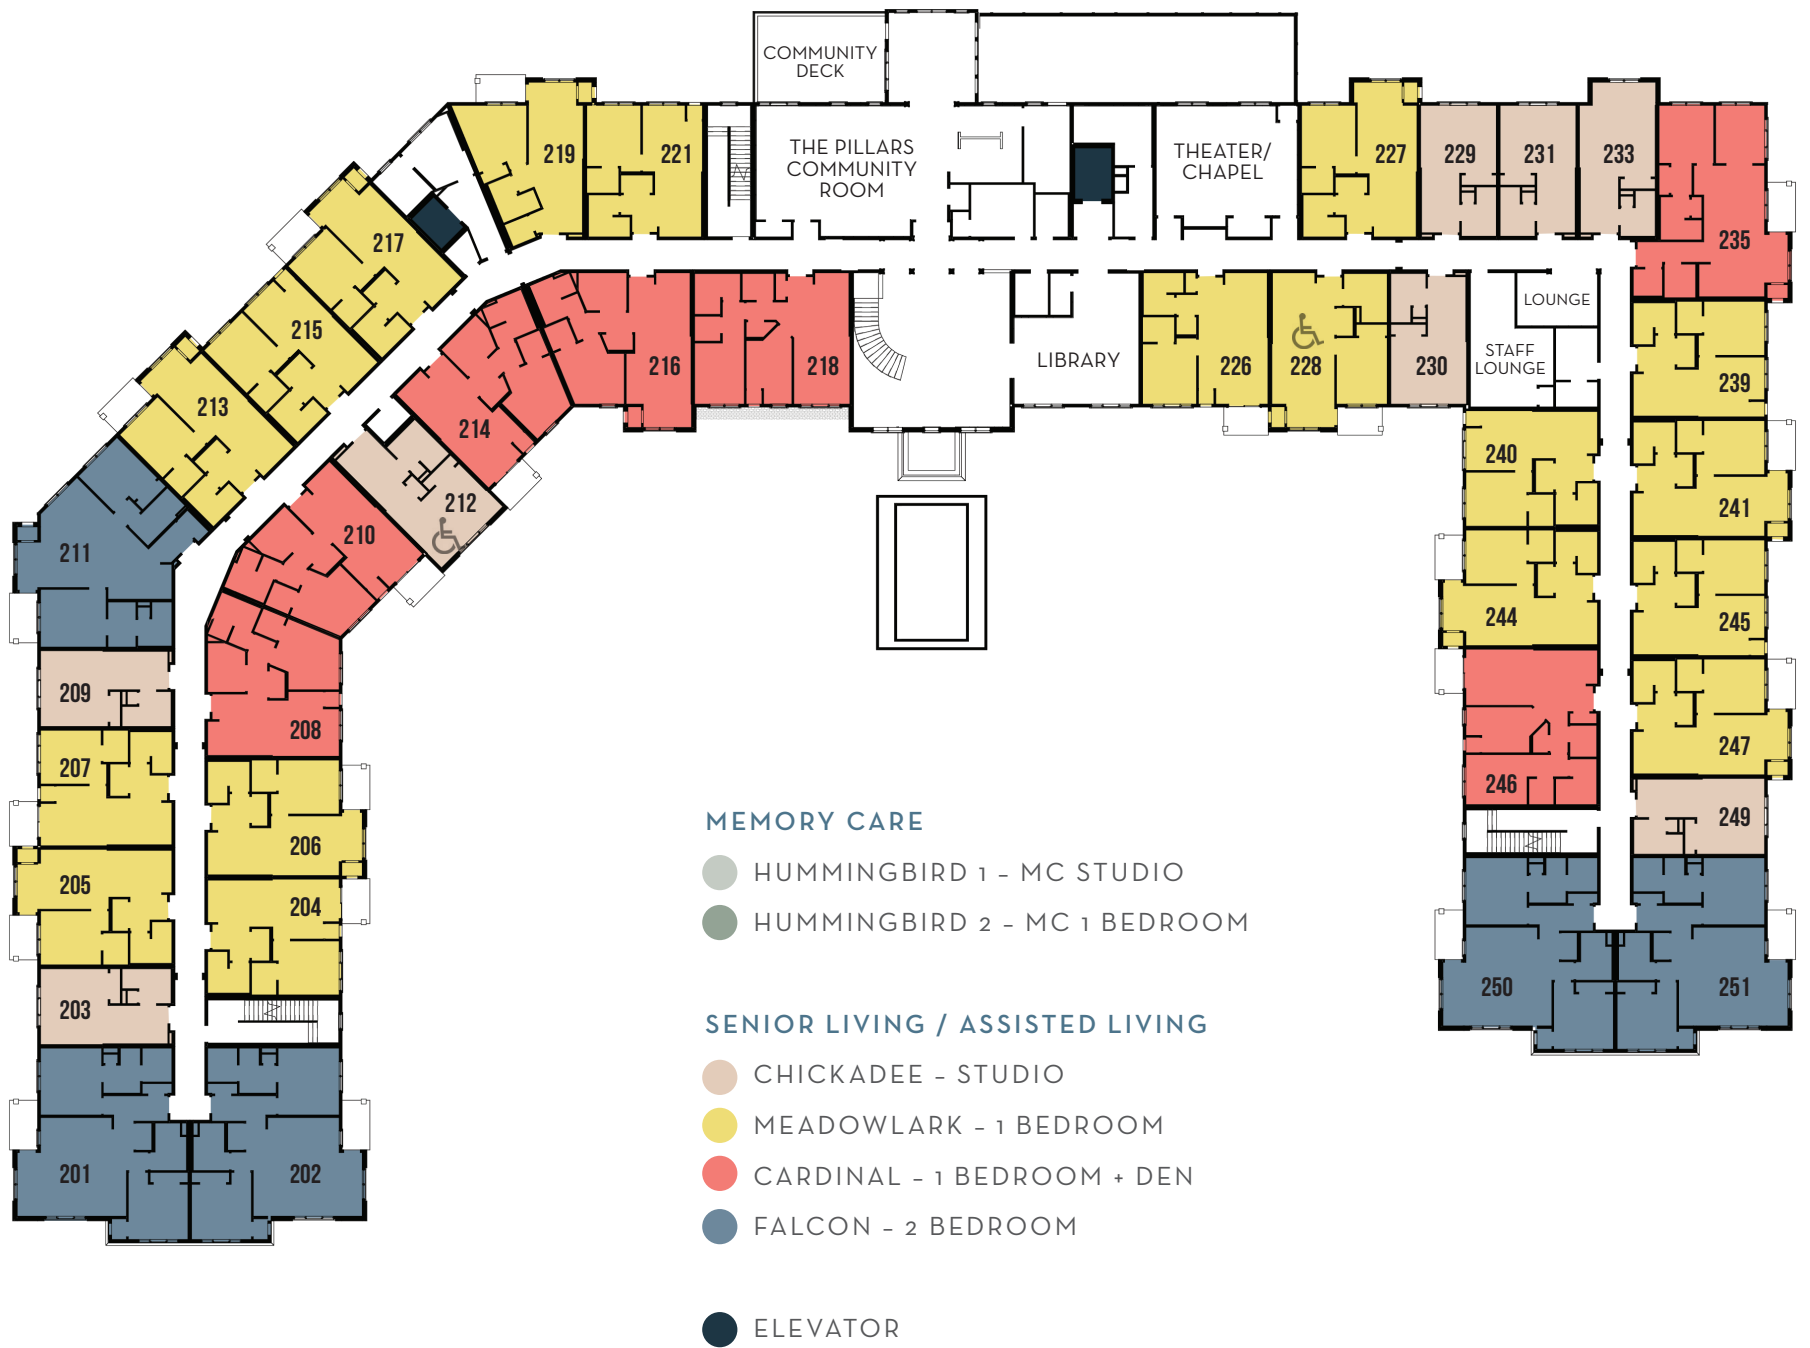 COMMUNITY
DECK
THE PILLARS
COMMUNITY
ROOM
THEATER/
CHAPEL
219
221
227
229
231
233
217
235
215
LOUNGE
216
218
LIBRARY
226
228
230
STAFF
LOUNGE
239
213
214
240
212
241
210
211
244
245
209
208
207
246
247
206
249
205
204
250
251
203
201
202
MEMORY CARE
HUMMINGBIRD 1 – MC STUDIO
HUMMINGBIRD 2 – MC 1 BEDROOM
SENIOR LIVING / ASSISTED LIVING
CHICKADEE – STUDIO
MEADOWLARK – 1 BEDROOM
CARDINAL – 1 BEDROOM + DEN
FALCON – 2 BEDROOM
ELEVATOR